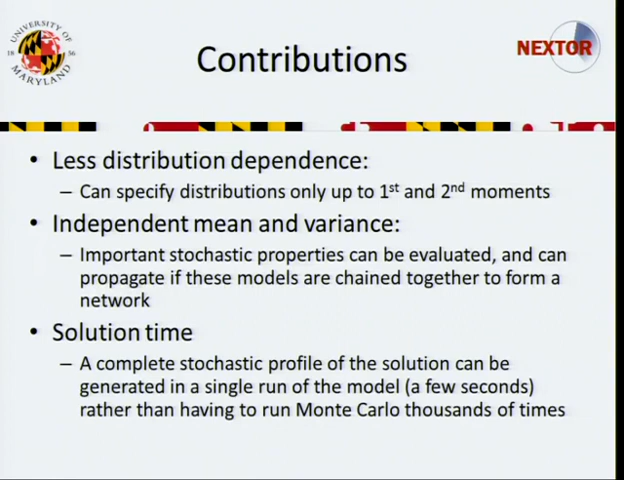 UNIVERSITY OF
18 56
MARYLAND
Contributions
NEXTOR
• Less distribution dependence:
– Can specify distributions only up to 1st and 2nd moments
• Independent mean and variance:
– Important stochastic properties can be evaluated, and can
propagate if these models are chained together to form a
network
• Solution time
– A complete stochastic profile of the solution can be
generated in a single run of the model (a few seconds)
rather than having to run Monte Carlo thousands of times